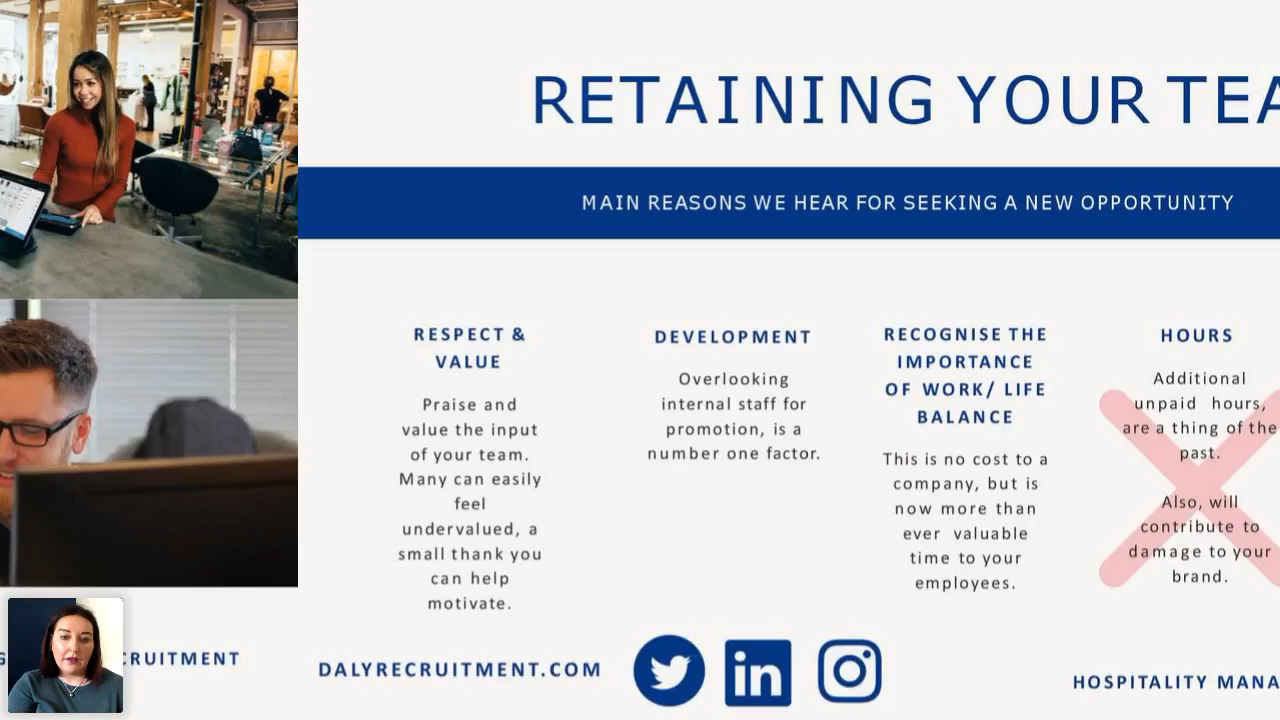 RETAINING YOUR TEA
MAIN REASONS WE HEAR FOR SEEKING A NEW OPPORTUNITY
RESPECT &
VALUE
Praise and
value the input
of your team.
Many can easily
feel
undervalued, a
small thank you
can help
motivate.
DEVELOPMENT
Overlooking
internal staff for
promotion, is a
number one factor.
RECOGNISE THE
IMPORTANCE
OF WORK/ LIFE
BALANCE
This is no cost to a
company, but is
now more than
ever valuable
time to your
employees.
HOURS
Additional
unpaid hours,
are a thing of the
past.
Also, will
contribute to
damage to your
brand.
CRUITMENT
DALYRECRUITMENT.COM
in
HOSPITALITY MANA